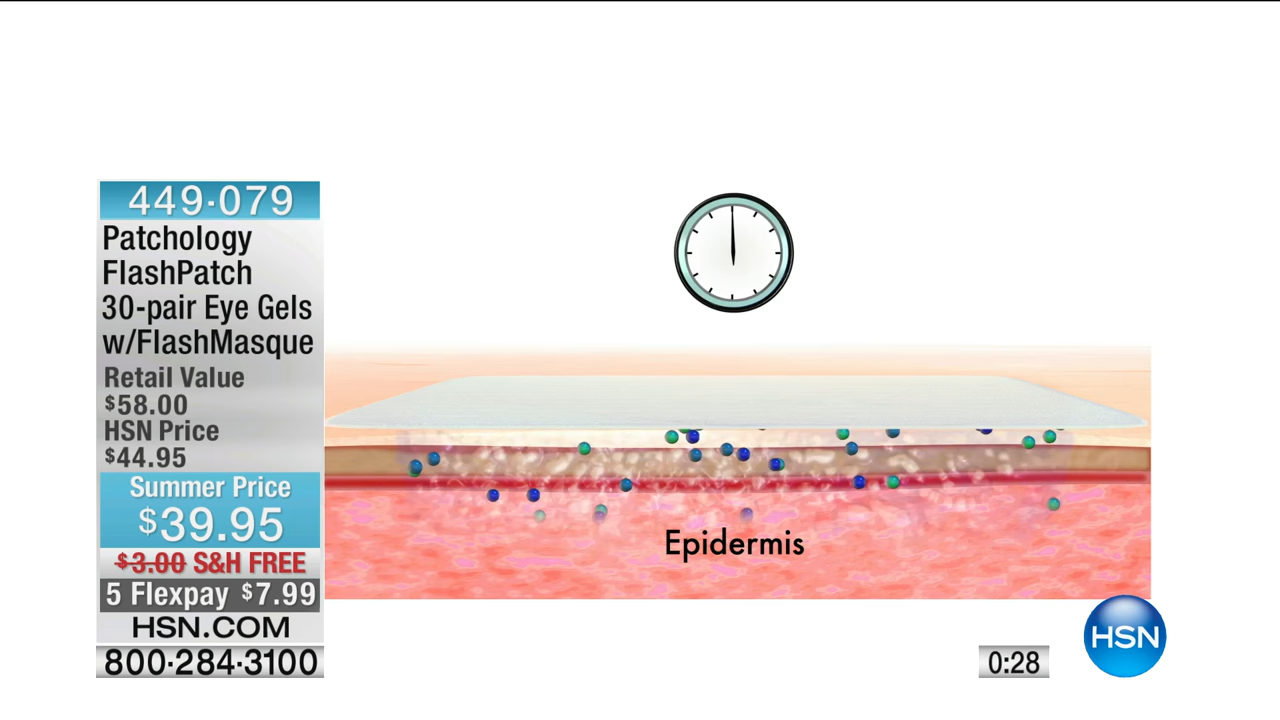 449·079
Patchology
FlashPatch
30-pair Eye Gels
w/FlashMasque
Retail Value
$58.00
HSN Price
$44.95
Summer Price
$39.95
$3.00 S&H FREE
5 Flexpay $7.99
HSN.COM
800·284·3100
Epidermis
0:28
HSN